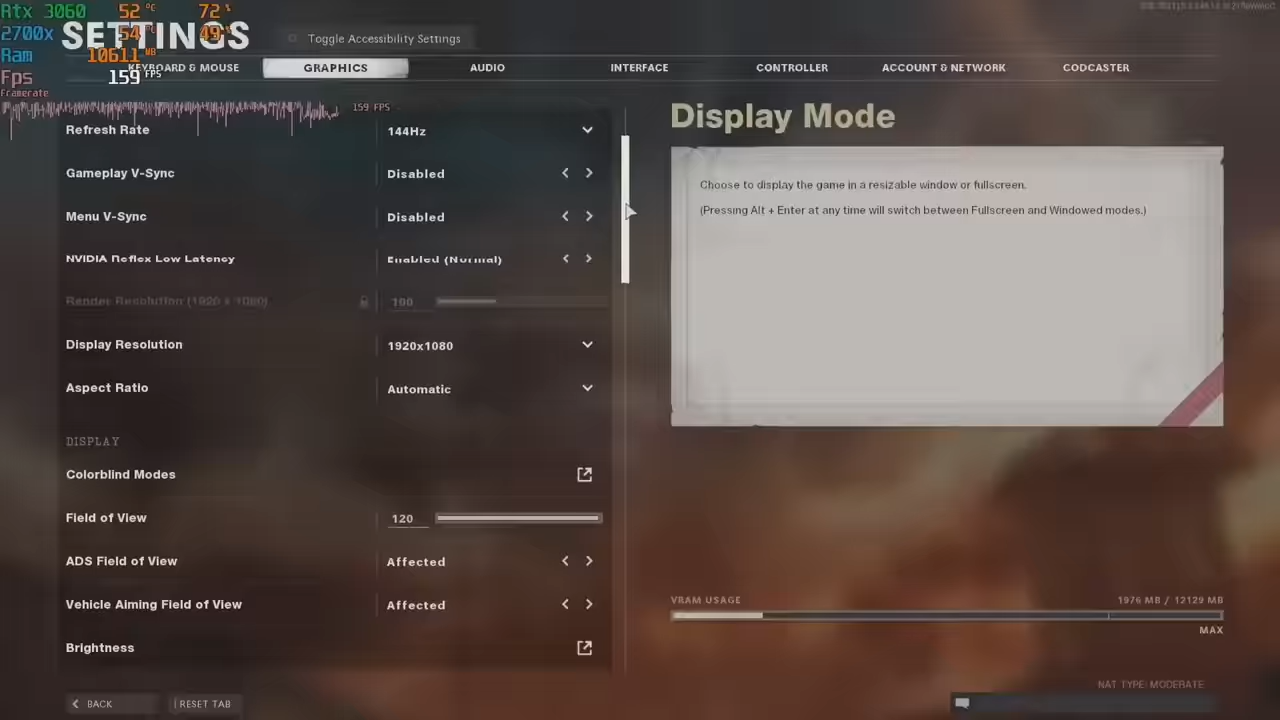 Rtx 3060 52 °C 72 %
2700x 54 °C 49 %
Ram 10611 MB
Fps 159 FPS
Framerate
159 FPS
SETTINGS
Toggle Accessibility Settings
KEYBOARD & MOUSE GRAPHICS AUDIO INTERFACE CONTROLLER ACCOUNT & NETWORK CODCASTER
Refresh Rate 144Hz
Gameplay V-Sync Disabled
Menu V-Sync Disabled
NVIDIA Reflex Low Latency Enabled (Normal)
Render Resolution (1920 x 1080) 100
Display Resolution 1920x1080
Aspect Ratio Automatic
DISPLAY
Colorblind Modes
Field of View 120
ADS Field of View Affected
Vehicle Aiming Field of View Affected
Brightness
BACK RESET TAB
Display Mode
Choose to display the game in a resizable window or fullscreen.
(Pressing Alt + Enter at any time will switch between Fullscreen and Windowed modes.)
VRAM USAGE 1976 MB / 12129 MB
MAX
NAT TYPE: MODERATE